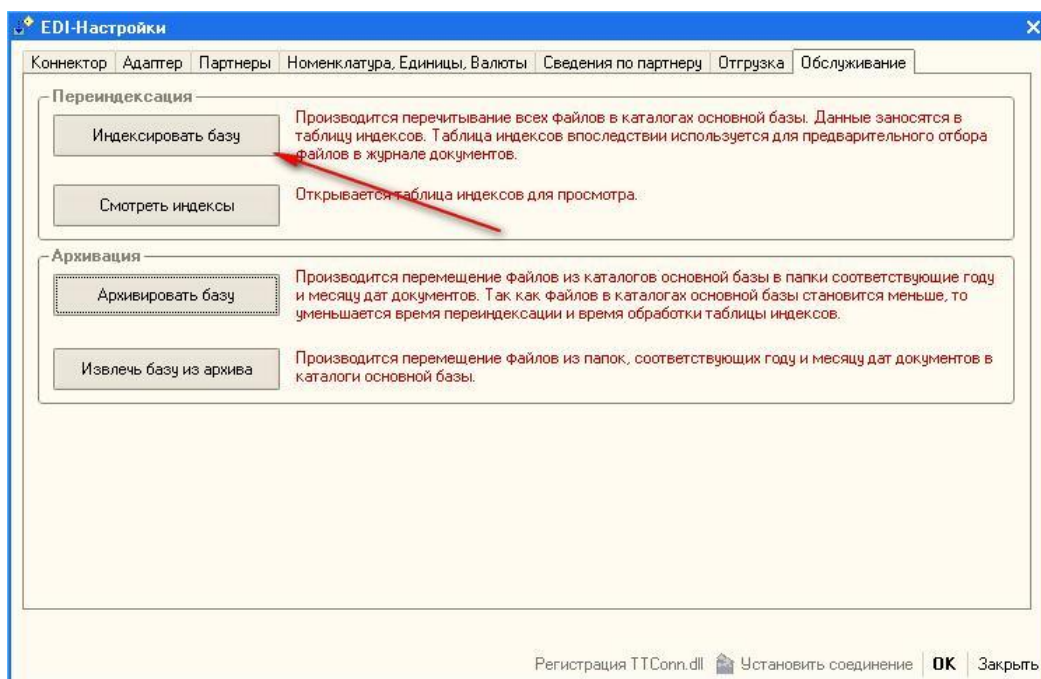 EDI-Настройки
Коннектор Адаптер Партнеры Номенклатура, Единицы, Валюты Сведения по партнеру Отгрузка Обслуживание
Переиндексация
Индексировать базу
Производится перечитывание всех файлов в каталогах основной базы. Данные заносятся в
таблицу индексов. Таблица индексов впоследствии используется для предварительного отбора
файлов в журнале документов.
Смотреть индексы
Открывается таблица индексов для просмотра.
Архивация
Архивировать базу
Производится перемещение файлов из каталогов основной базы в папки соответствующие году
и месяцу дат документов. Так как файлов в каталогах основной базы становится меньше, то
уменьшается время переиндексации и время обработки таблицы индексов.
Извлечь базу из архива
Производится перемещение файлов из папок, соответствующих году и месяцу дат документов в
каталоги основной базы.
Регистрация TTConn.dll Установить соединение OK Закрыть